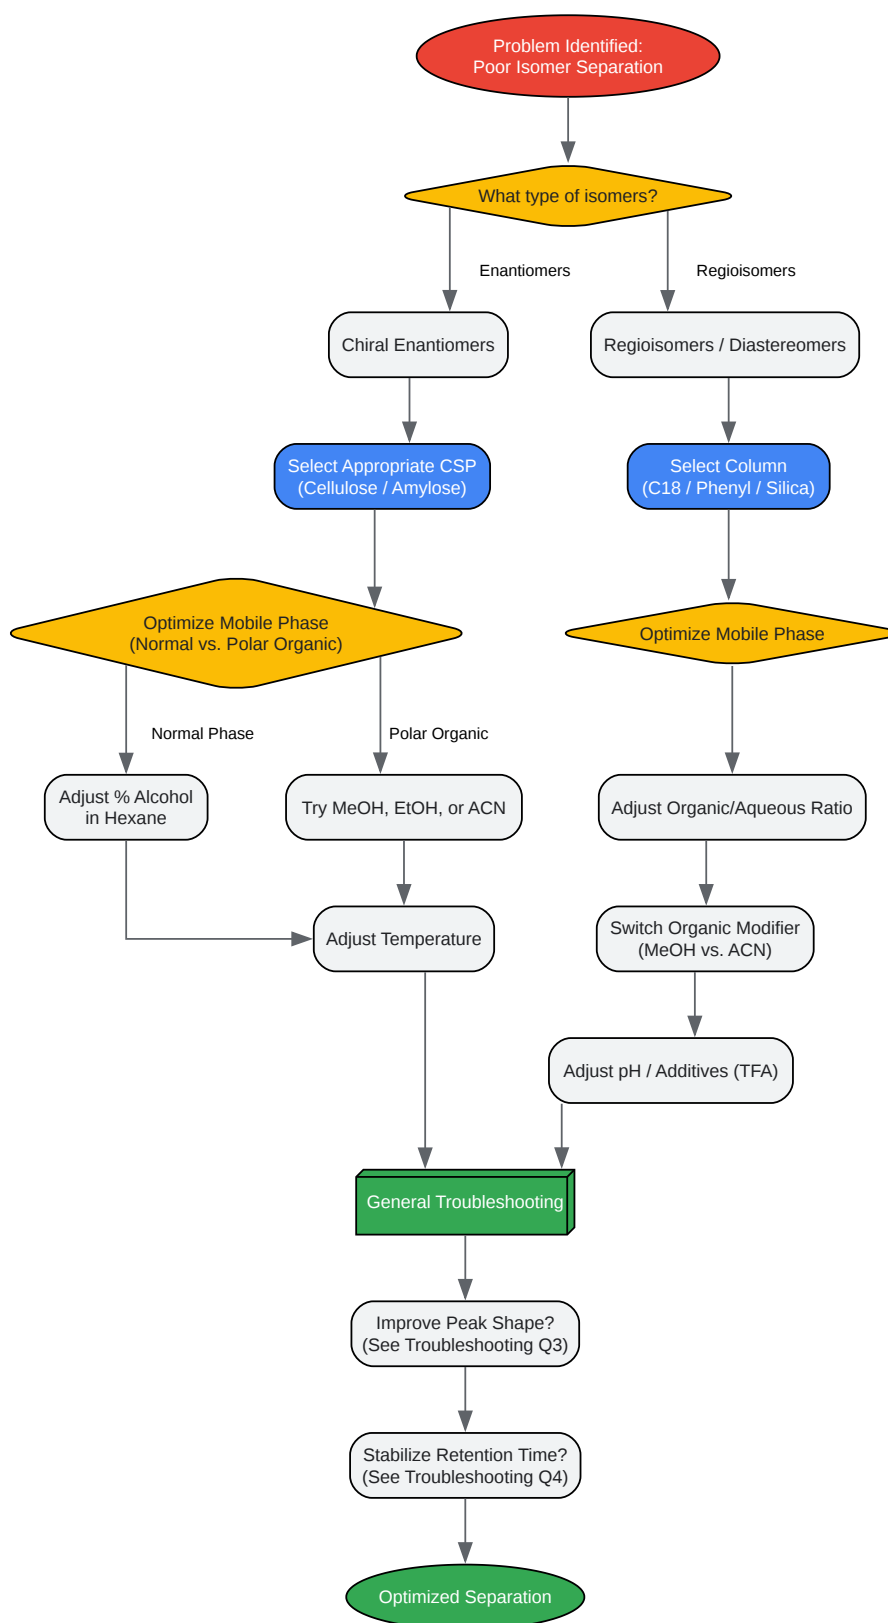 Problem Identified:
Poor Isomer Separation
What type of isomers?
Enantiomers
Regioisomers
Chiral Enantiomers
Regioisomers / Diastereomers
Select Appropriate CSP
(Cellulose / Amylose)
Select Column
(C18 / Phenyl / Silica)
Optimize Mobile Phase
(Normal vs. Polar Organic)
Optimize Mobile Phase
Normal Phase
Polar Organic
Adjust % Alcohol
in Hexane
Try MeOH, EtOH, or ACN
Adjust Organic/Aqueous Ratio
Adjust Temperature
Switch Organic Modifier
(MeOH vs. ACN)
Adjust pH / Additives (TFA)
General Troubleshooting
Improve Peak Shape?
(See Troubleshooting Q3)
Stabilize Retention Time?
(See Troubleshooting Q4)
Optimized Separation